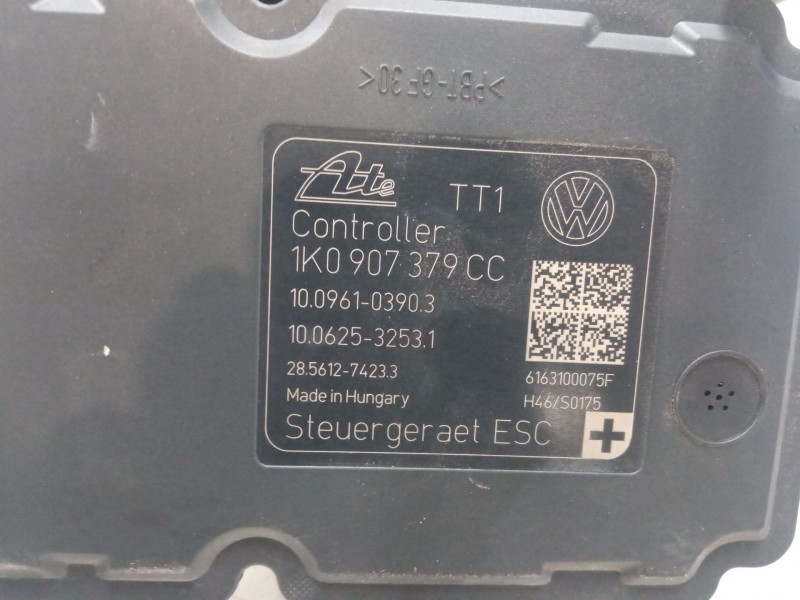 >PBT-GF30<
Ate
TT1
Controller
1K0 907 379 CC
10.0961-0390.3
10.0625-3253.1
28.5612-7423.3
6163100075F
Made in Hungary
H46/S0175
Steuergeraet ESC